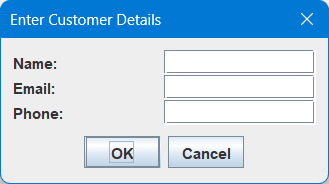 Enter Customer Details
Name:
Email:
Phone:
OK Cancel